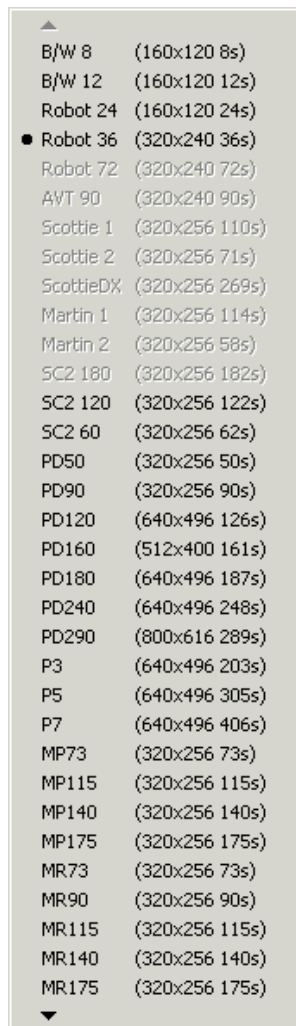 B/W 8 (160x120 8s)
B/W 12 (160x120 12s)
Robot 24 (160x120 24s)
Robot 36 (320x240 36s)
Robot 72 (320x240 72s)
AVT 90 (320x240 90s)
Scottie 1 (320x256 110s)
Scottie 2 (320x256 71s)
ScottieDX (320x256 269s)
Martin 1 (320x256 114s)
Martin 2 (320x256 58s)
SC2 180 (320x256 182s)
SC2 120 (320x256 122s)
SC2 60 (320x256 62s)
PD50 (320x256 50s)
PD90 (320x256 90s)
PD120 (640x496 126s)
PD160 (512x400 161s)
PD180 (640x496 187s)
PD240 (640x496 248s)
PD290 (800x616 289s)
P3 (640x496 203s)
P5 (640x496 305s)
P7 (640x496 406s)
MP73 (320x256 73s)
MP115 (320x256 115s)
MP140 (320x256 140s)
MP175 (320x256 175s)
MR73 (320x256 73s)
MR90 (320x256 90s)
MR115 (320x256 115s)
MR140 (320x256 140s)
MR175 (320x256 175s)